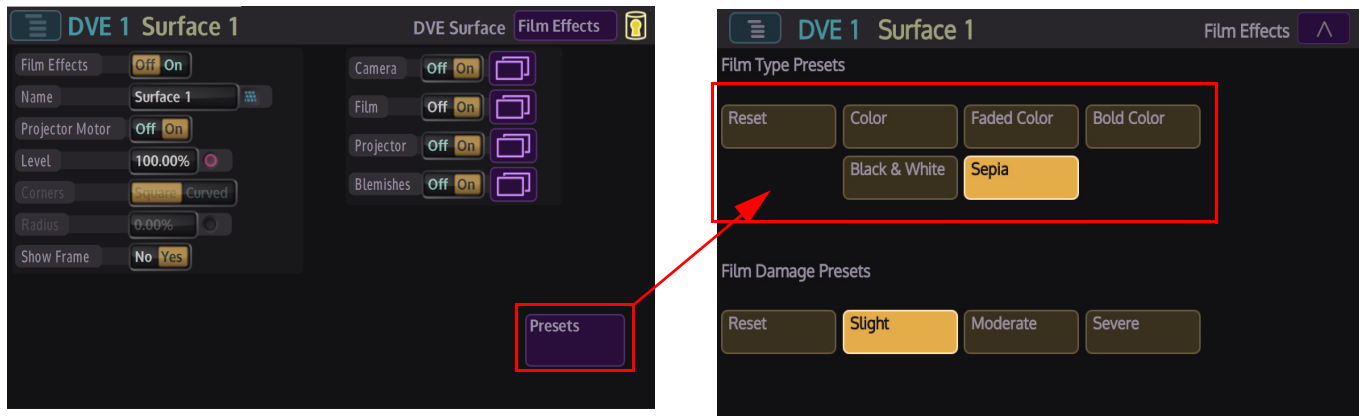 DVE 1 Surface 1
DVE Surface Film Effects
Film Effects Off On
Name Surface 1
Projector Motor Off On
Level 100.00%
Corners Square Curved
Radius 0.00%
Show Frame No Yes
Camera Off On
Film Off On
Projector Off On
Blemishes Off On
Presets
DVE 1 Surface 1
Film Effects
Film Type Presets
Reset Color Faded Color Bold Color
Black & White Sepia
Film Damage Presets
Reset Slight Moderate Severe